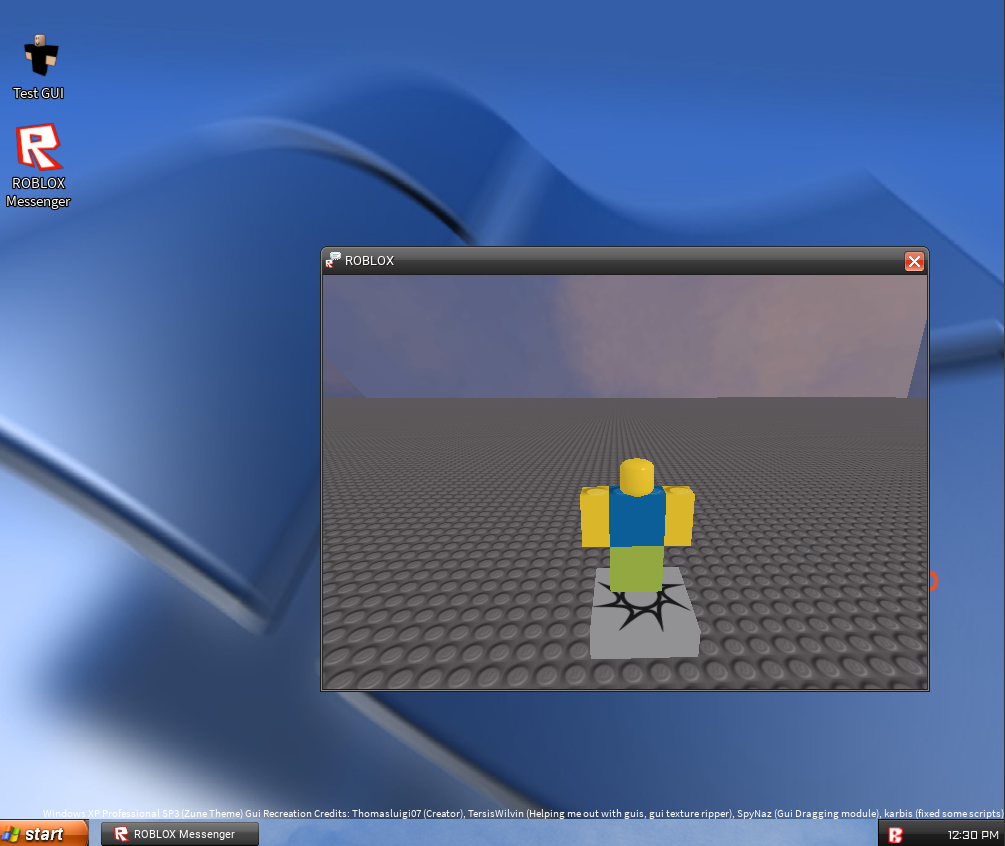 Test GUI
ROBLOX
Messenger
ROBLOX
Windows XP Professional SP3 (Zune Theme) Gui Recreation Credits: Thomasluigi07 (Creator), TersisWilvin (Helping me out with guis, gui texture ripper), SpyNaz (Gui Dragging module), karbis (fixed some scripts)
start
ROBLOX Messenger
12:30 PM